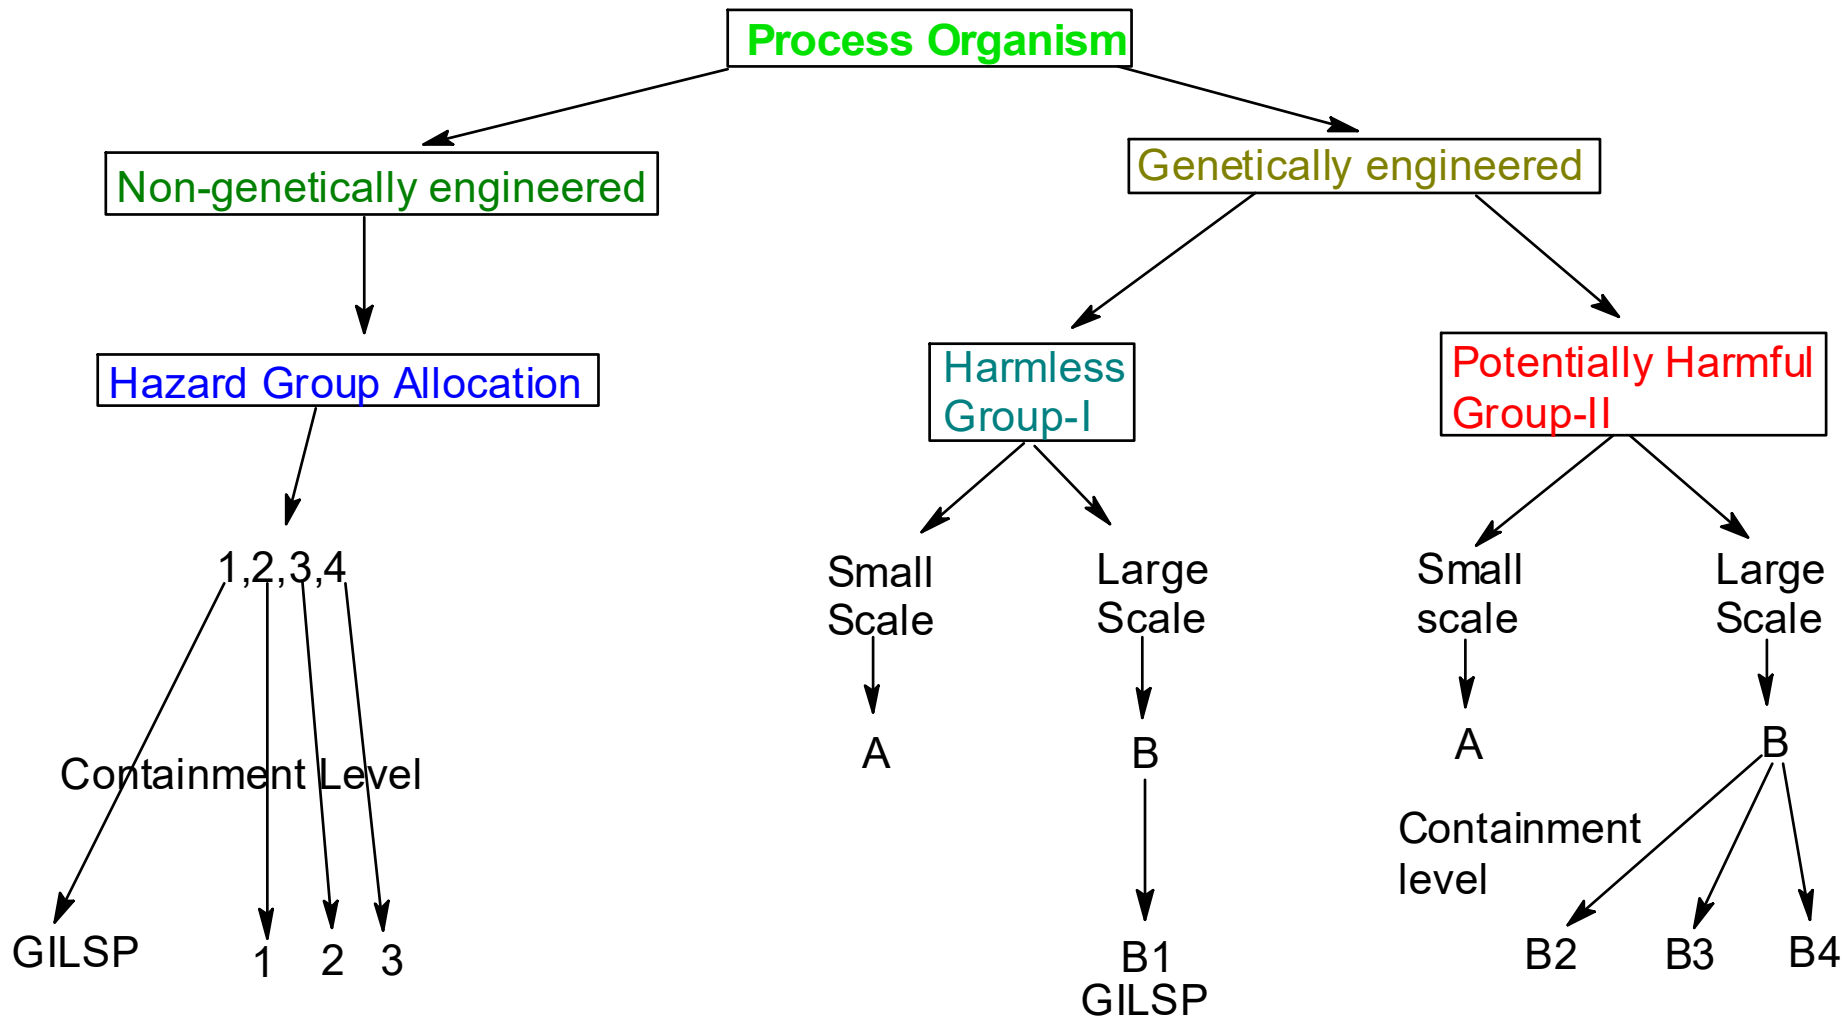 Process Organism
Non-genetically engineered
Genetically engineered
Hazard Group Allocation
Harmless
Group-I
Potentially Harmful
Group-II
1,2,3,4
Small
Scale
Large
Scale
Small
scale
Large
Scale
A
B
A
B
Containment Level
Containment
level
GILSP
1
2
3
B1
GILSP
B2
B3
B4